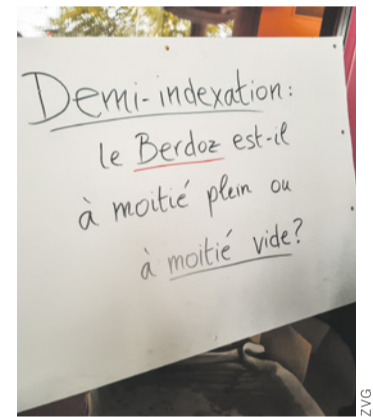 Demi-indexation:
le Berdoz est-il
à moitié plein ou
à moitié vide?
ZVG